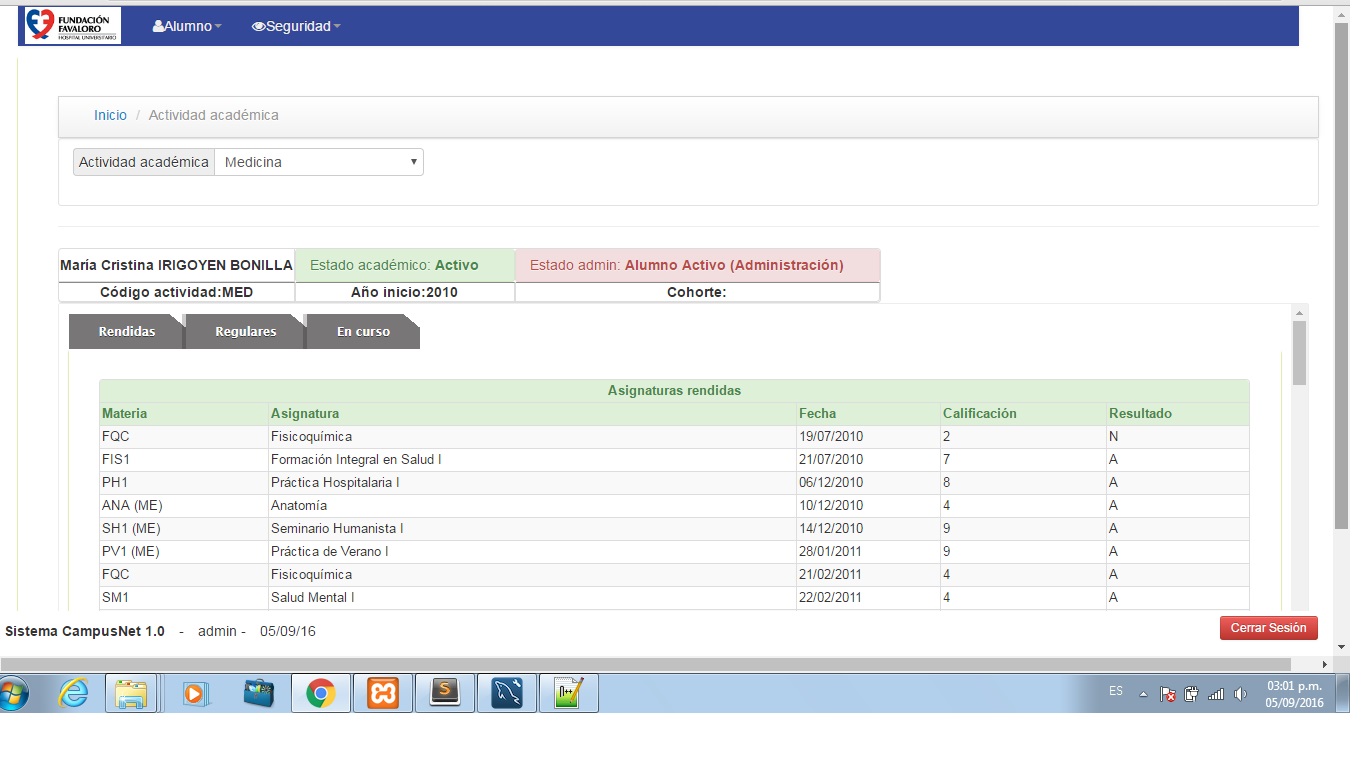 FUNDACIÓN
FAVALORO
HOSPITAL UNIVERSITARIO
Alumno Seguridad
Inicio / Actividad académica
Actividad académica Medicina
María Cristina IRIGOYEN BONILLA Estado académico: Activo Estado admin: Alumno Activo (Administración)
Código actividad:MED Año inicio:2010 Cohorte:
Rendidas Regulares En curso
Asignaturas rendidas
Materia Asignatura Fecha Calificación Resultado
FQC Fisicoquímica 19/07/2010 2 N
FIS1 Formación Integral en Salud I 21/07/2010 7 A
PH1 Práctica Hospitalaria I 06/12/2010 8 A
ANA (ME) Anatomía 10/12/2010 4 A
SH1 (ME) Seminario Humanista I 14/12/2010 9 A
PV1 (ME) Práctica de Verano I 28/01/2011 9 A
FQC Fisicoquímica 21/02/2011 4 A
SM1 Salud Mental I 22/02/2011 4 A
Sistema CampusNet 1.0 - admin - 05/09/16 Cerrar Sesión
ES 03:01 p.m.
05/09/2016